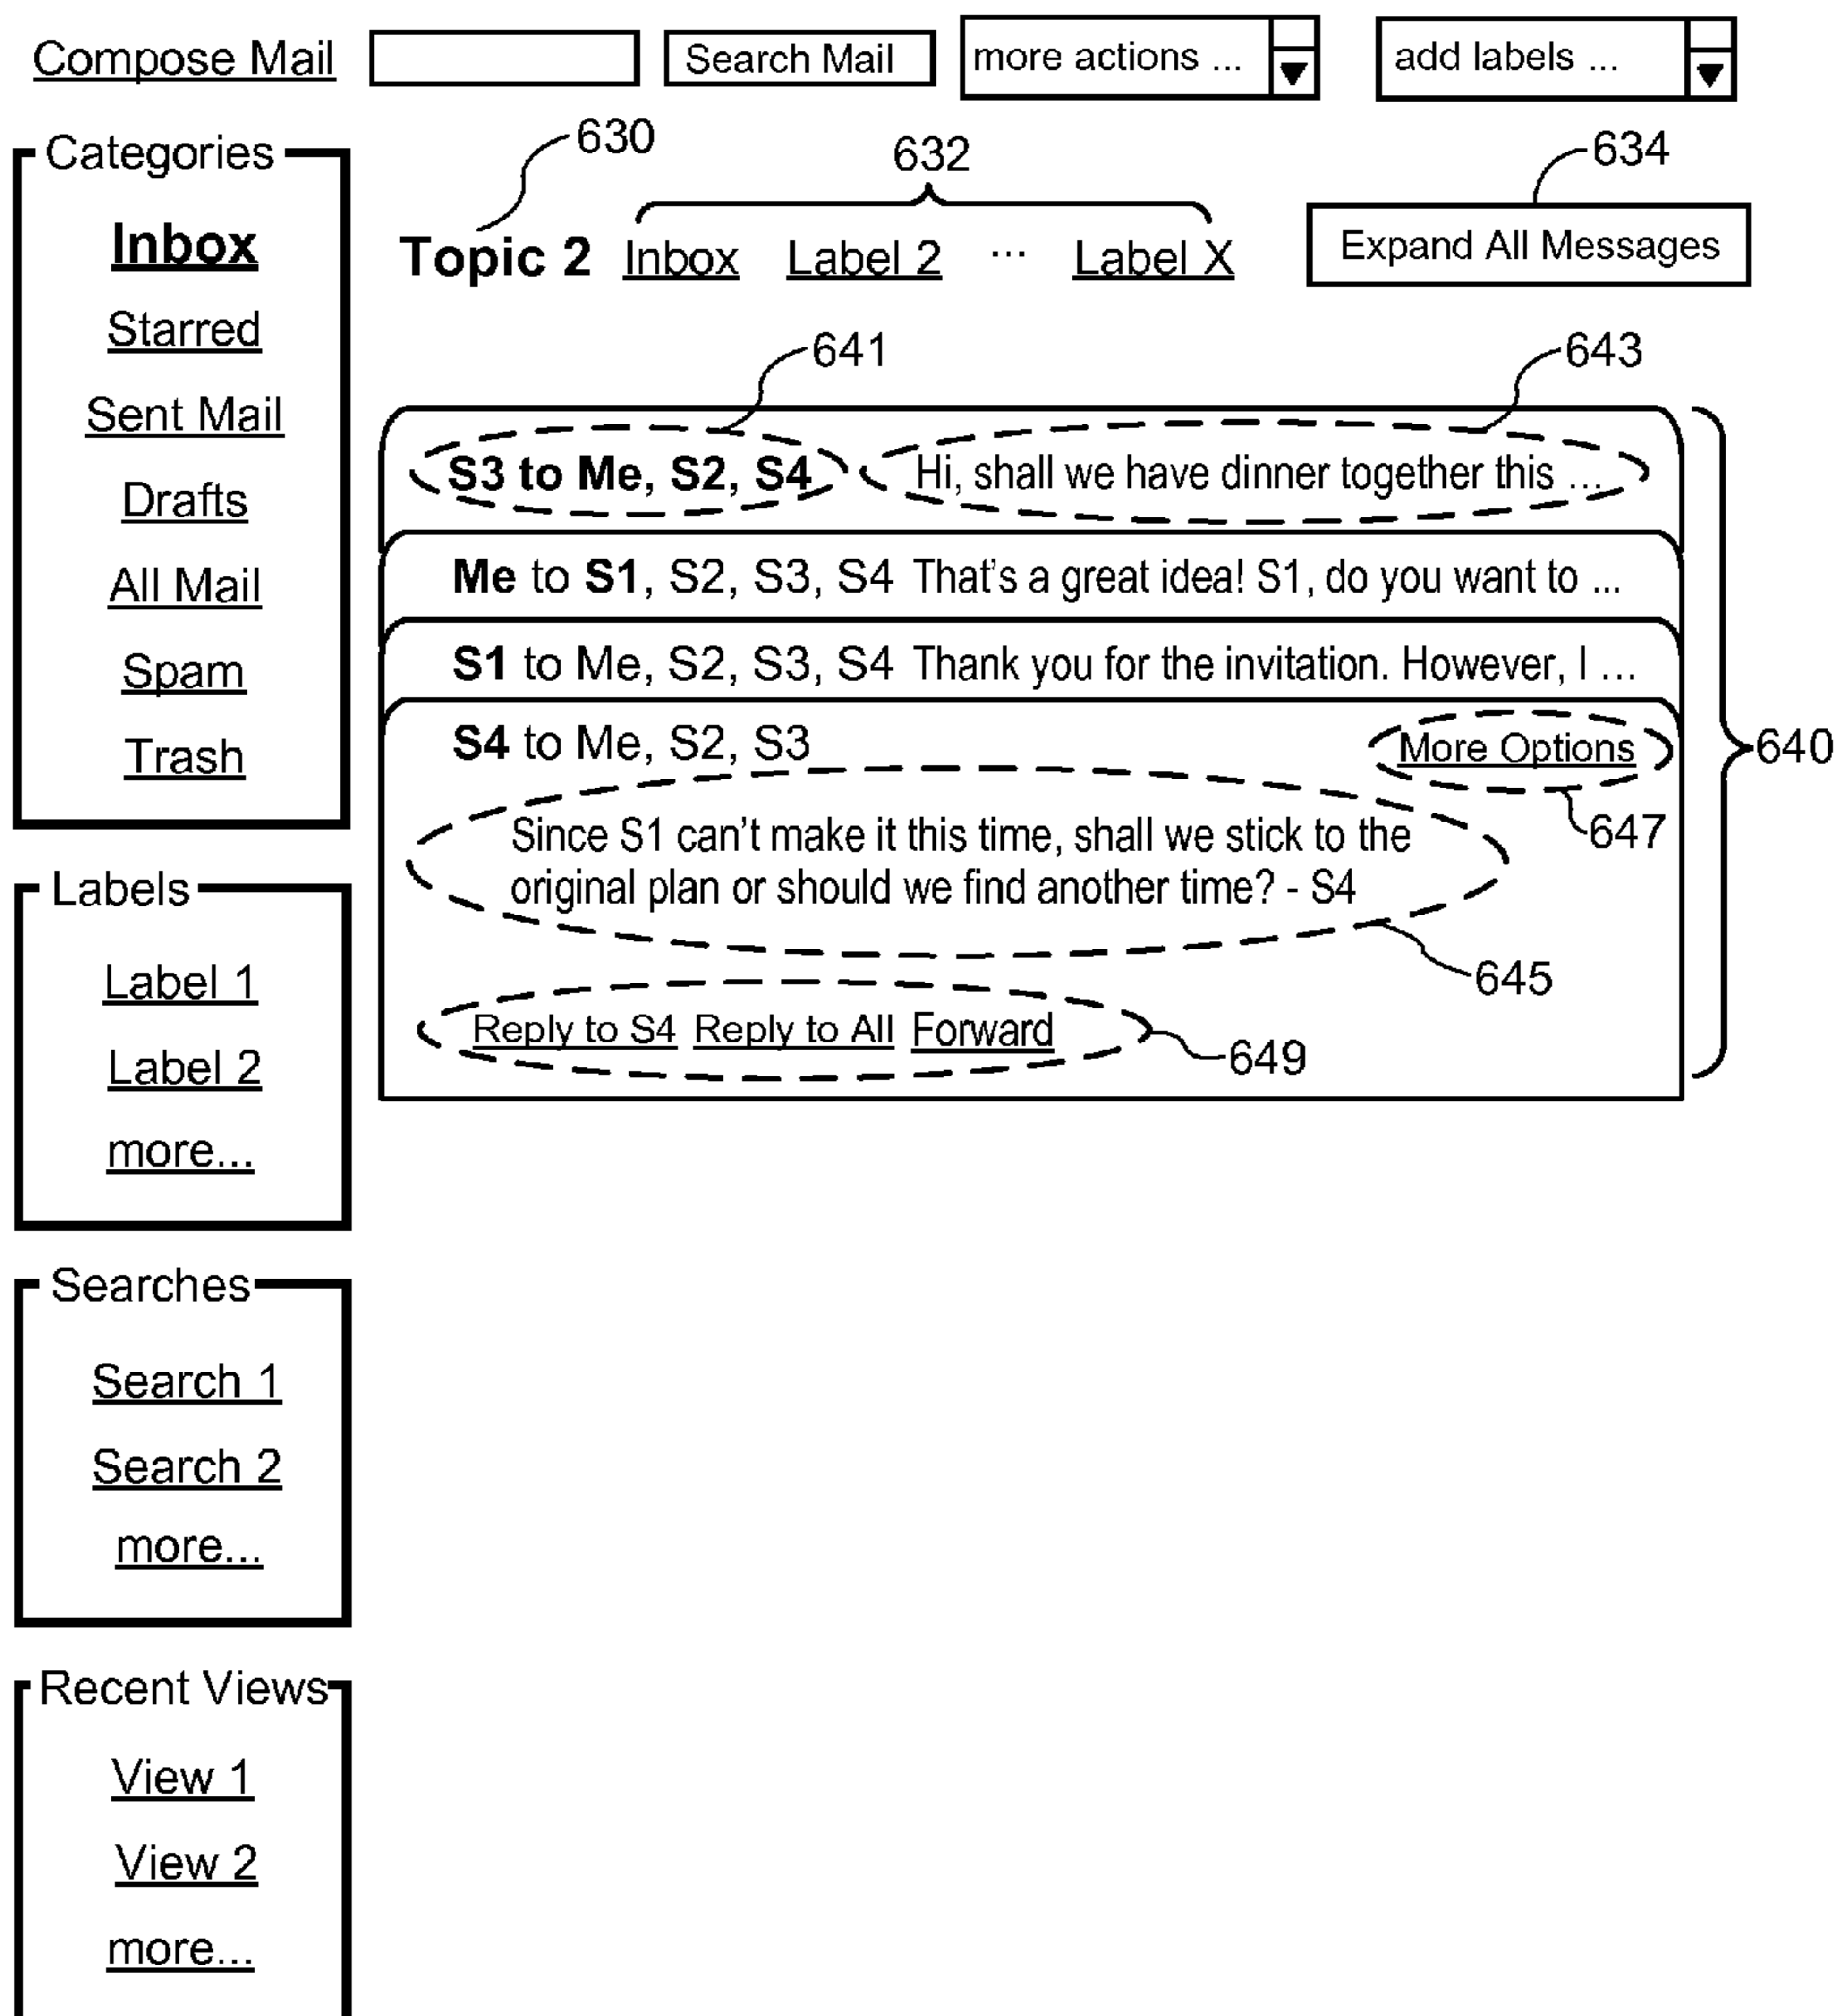 Compose Mail Search Mail more actions ... add labels ...
630 632 634
Categories
Inbox
Starred
Sent Mail
Drafts
All Mail
Spam
Trash
Topic 2 Inbox Label 2 ... Label X Expand All Messages
641 643
S3 to Me, S2, S4 Hi, shall we have dinner together this ...
Me to S1, S2, S3, S4 That's a great idea! S1, do you want to ...
S1 to Me, S2, S3, S4 Thank you for the invitation. However, I ...
S4 to Me, S2, S3 More Options
640
647
Since S1 can't make it this time, shall we stick to the
original plan or should we find another time? - S4
645
Reply to S4 Reply to All Forward
649
Labels
Label 1
Label 2
more...
Searches
Search 1
Search 2
more...
Recent Views
View 1
View 2
more...